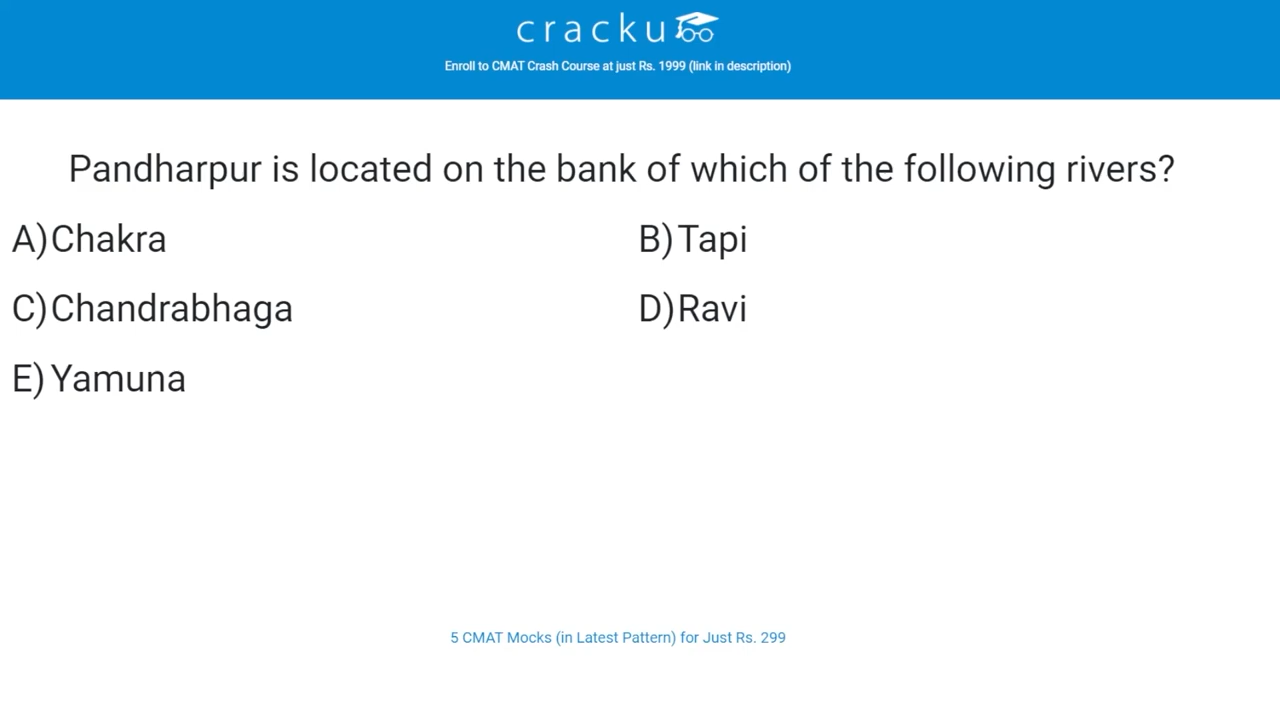 cracku
Enroll to CMAT Crash Course at just Rs. 1999 (link in description)
Pandharpur is located on the bank of which of the following rivers?
A) Chakra
B) Tapi
C) Chandrabhaga
D) Ravi
E) Yamuna
5 CMAT Mocks (in Latest Pattern) for Just Rs. 299